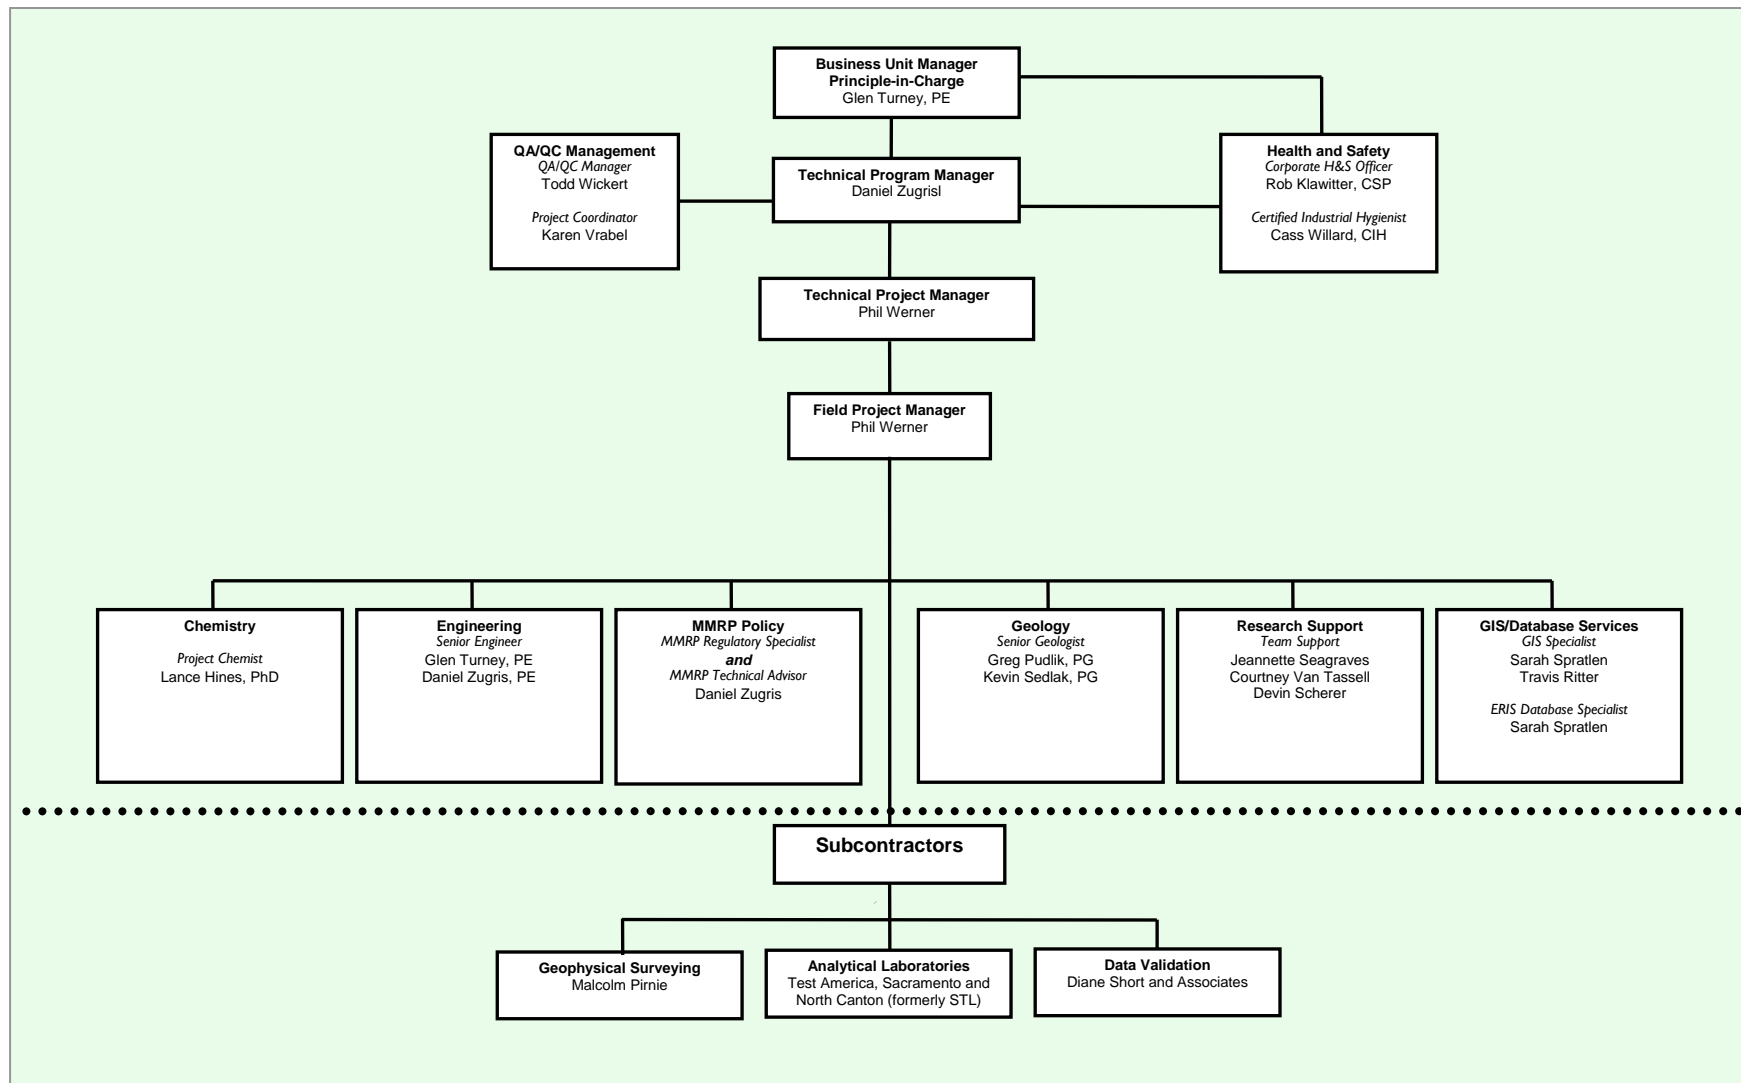 Business Unit Manager
Principle-in-Charge
Glen Turney, PE
QA/QC Management
QA/QC Manager
Todd Wickert
Project Coordinator
Karen Vrabel
Technical Program Manager
Daniel Zugrisl
Health and Safety
Corporate H&S Officer
Rob Klawitter, CSP
Certified Industrial Hygienist
Cass Willard, CIH
Technical Project Manager
Phil Werner
Field Project Manager
Phil Werner
Chemistry
Project Chemist
Lance Hines, PhD
Engineering
Senior Engineer
Glen Turney, PE
Daniel Zugris, PE
MMRP Policy
MMRP Regulatory Specialist
and
MMRP Technical Advisor
Daniel Zugris
Geology
Senior Geologist
Greg Pudlik, PG
Kevin Sedlak, PG
Research Support
Team Support
Jeannette Seagraves
Courtney Van Tassell
Devin Scherer
GIS/Database Services
GIS Specialist
Sarah Spratlen
Travis Ritter
ERIS Database Specialist
Sarah Spratlen
Subcontractors
Geophysical Surveying
Malcolm Pirnie
Analytical Laboratories
Test America, Sacramento and
North Canton (formerly STL)
Data Validation
Diane Short and Associates